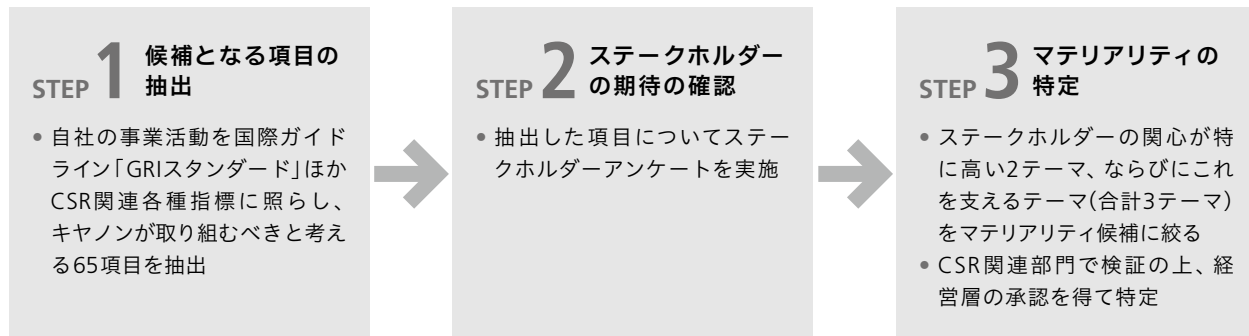 STEP 1 候補となる項目の
抽出
• 自社の事業活動を国際ガイド
ライン「GRIスタンダード」ほか
CSR関連各種指標に照らし、
キヤノンが取り組むべきと考え
る65項目を抽出
STEP 2 ステークホルダー
の期待の確認
• 抽出した項目についてステー
クホルダーアンケートを実施
STEP 3 マテリアリティの
特定
• ステークホルダーの関心が特
に高い2テーマ、ならびにこれ
を支えるテーマ(合計3テーマ)
をマテリアリティ候補に絞る
• CSR関連部門で検証の上、経
営層の承認を得て特定